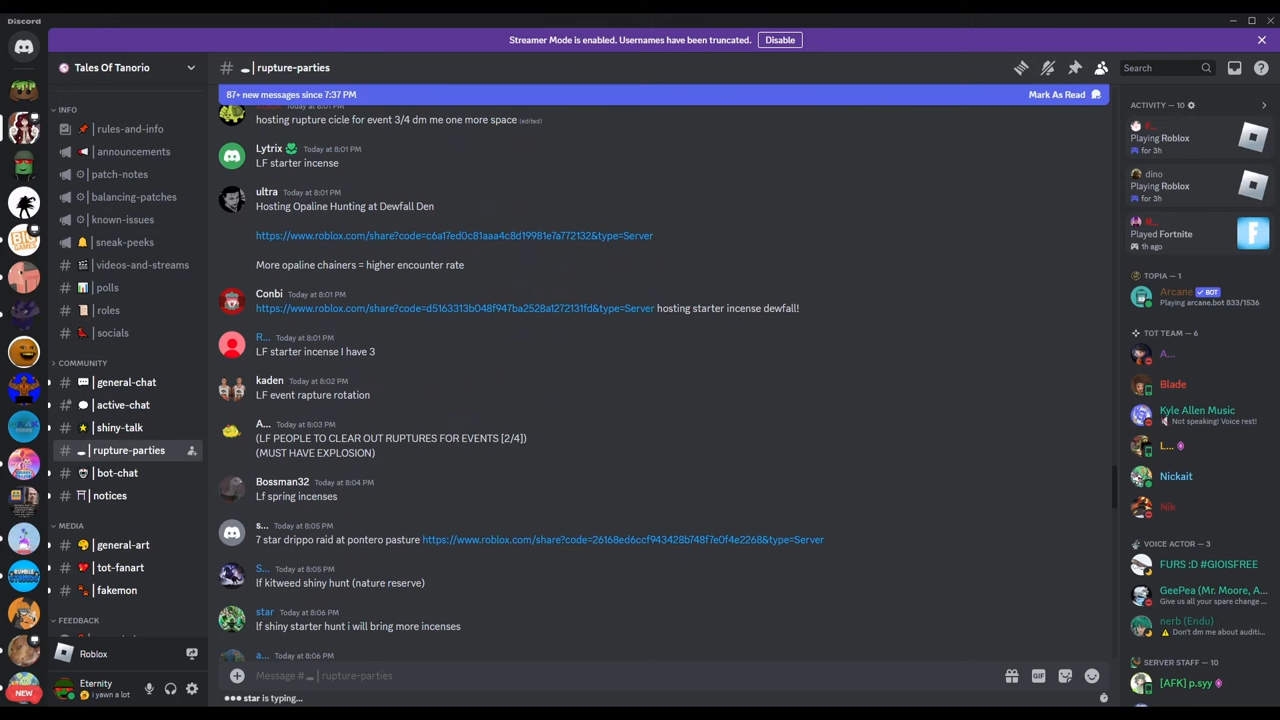 Discord
Streamer Mode is enabled. Usernames have been truncated. Disable
Tales Of Tanorio
INFO
rules-and-info
announcements
patch-notes
balancing-patches
known-issues
sneak-peeks
videos-and-streams
polls
roles
socials
COMMUNITY
general-chat
active-chat
shiny-talk
rupture-parties
bot-chat
notices
MEDIA
general-art
tot-fanart
fakemon
FEEDBACK
Roblox
Eternity
i yawn a lot
NEW
rupture-parties
Search
87+ new messages since 7:37 PM
Mark As Read
Today at 8:01 PM
hosting rupture cicle for event 3/4 dm me one more space (edited)
Lytrix Today at 8:01 PM
LF starter incense
ultra Today at 8:01 PM
Hosting Opaline Hunting at Dewfall Den
https://www.roblox.com/share?code=c6a17ed0c81aaa4c8d19981e7a772132&type=Server
More opaline chainers = higher encounter rate
Conbi Today at 8:01 PM
https://www.roblox.com/share?code=d5163313b048f947ba2528a1272131fd&type=Server hosting starter incense dewfall!
R... Today at 8:01 PM
LF starter incense I have 3
kaden Today at 8:02 PM
LF event rapture rotation
A... Today at 8:03 PM
(LF PEOPLE TO CLEAR OUT RUPTURES FOR EVENTS [2/4])
(MUST HAVE EXPLOSION)
Bossman32 Today at 8:04 PM
Lf spring incenses
s... Today at 8:05 PM
7 star drippo raid at pontero pasture https://www.roblox.com/share?code=26168ed6ccf943428b748f7e0f4e2268&type=Server
S... Today at 8:05 PM
lf kitweed shiny hunt (nature reserve)
star Today at 8:06 PM
lf shiny starter hunt i will bring more incenses
a... Today at 8:06 PM
Message # | rupture-parties
GIF
star is typing...
ACTIVITY — 10
F...
Playing Roblox
for 3h
dino
Playing Roblox
for 3h
R...
Played Fortnite
1h ago
TOPIA — 1
Arcane BOT
Playing arcane.bot 833/1536
TOT TEAM — 6
A...
Blade
Kyle Allen Music
Not speaking! Voice rest!
L...
Nickait
Nik
VOICE ACTOR — 3
FURS :D #GIOISFREE
GeePea (Mr. Moore, A...
Give us all your spare change ...
nerb (Endu)
Don't dm me about auditi...
SERVER STAFF — 10
[AFK] p.syy